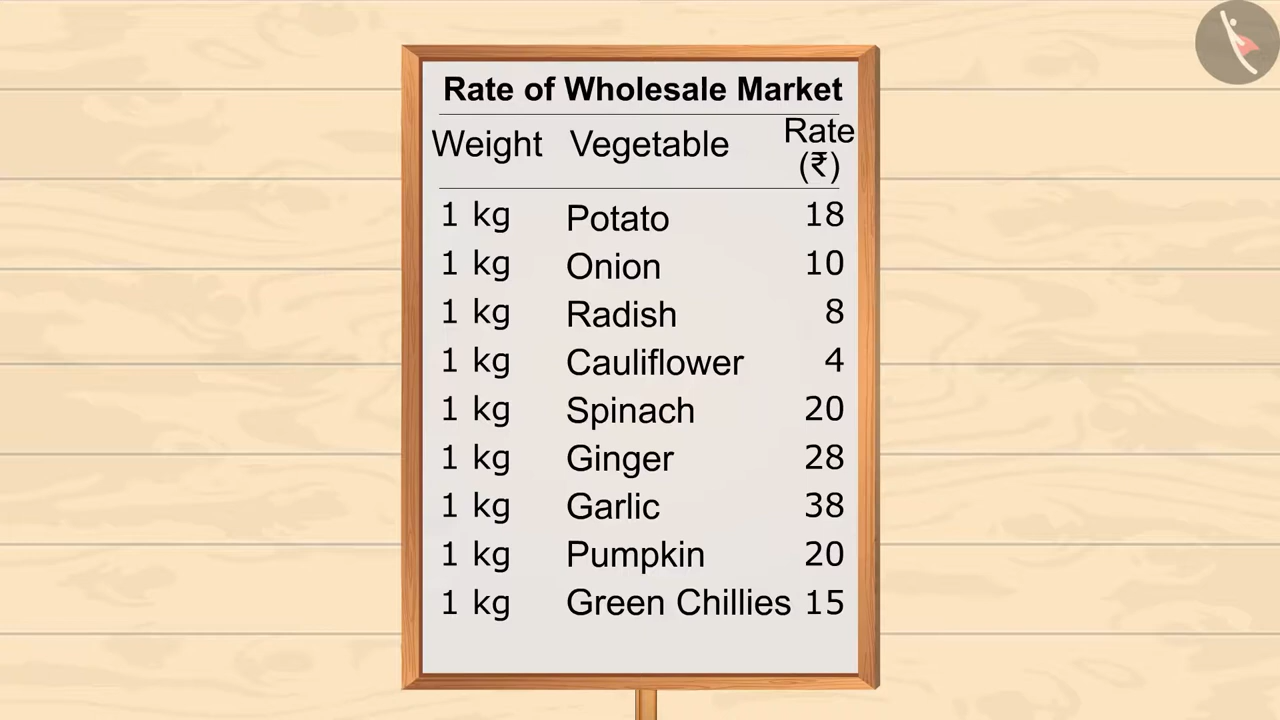 Rate of Wholesale Market
Weight Vegetable Rate (₹)
1 kg Potato 18
1 kg Onion 10
1 kg Radish 8
1 kg Cauliflower 4
1 kg Spinach 20
1 kg Ginger 28
1 kg Garlic 38
1 kg Pumpkin 20
1 kg Green Chillies 15